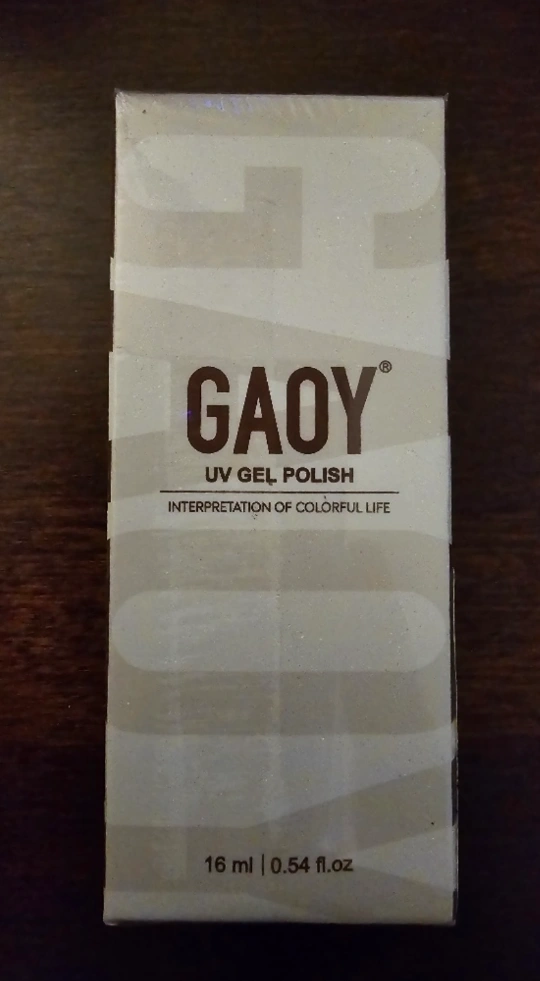 GAOY®
UV GEL POLISH
INTERPRETATION OF COLORFUL LIFE
16 ml | 0.54 fl.oz